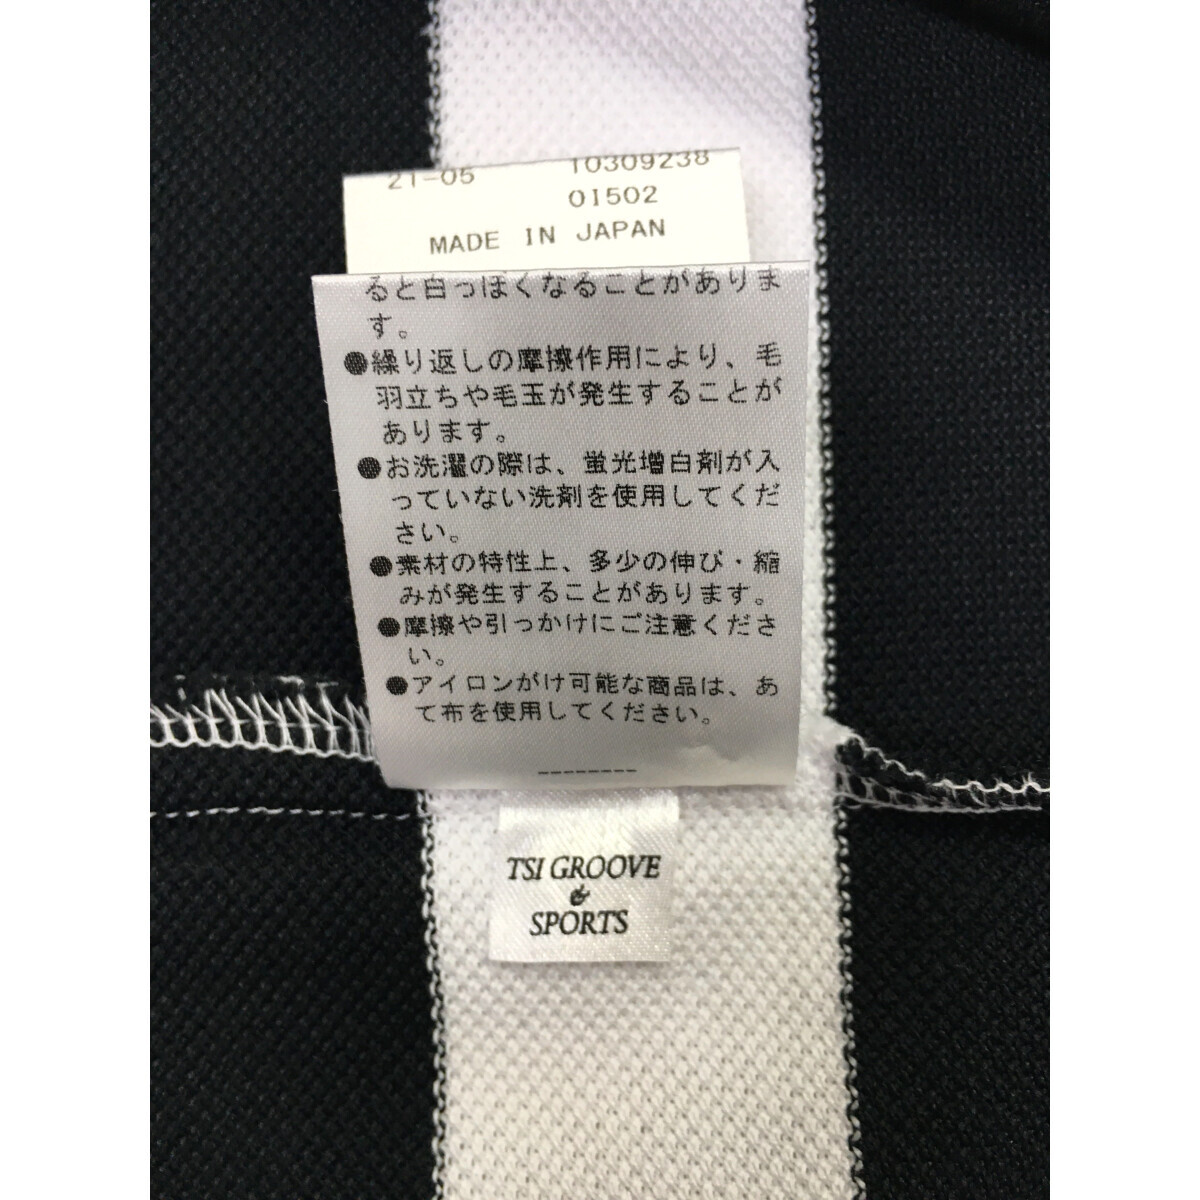 21-05 10309238
01502
MADE IN JAPAN
ると白っぽくなることがありま
す。
●繰り返しの摩擦作用により、毛
羽立ちや毛玉が発生することが
あります。
●お洗濯の際は、蛍光増白剤が入
っていない洗剤を使用してくだ
さい。
●素材の特性上、多少の伸び・縮
みが発生することがあります。
●摩擦や引っかけにご注意くださ
い。
●アイロンがけ可能な商品は、あ
て布を使用してください。
--------
TSI GROOVE
&
SPORTS